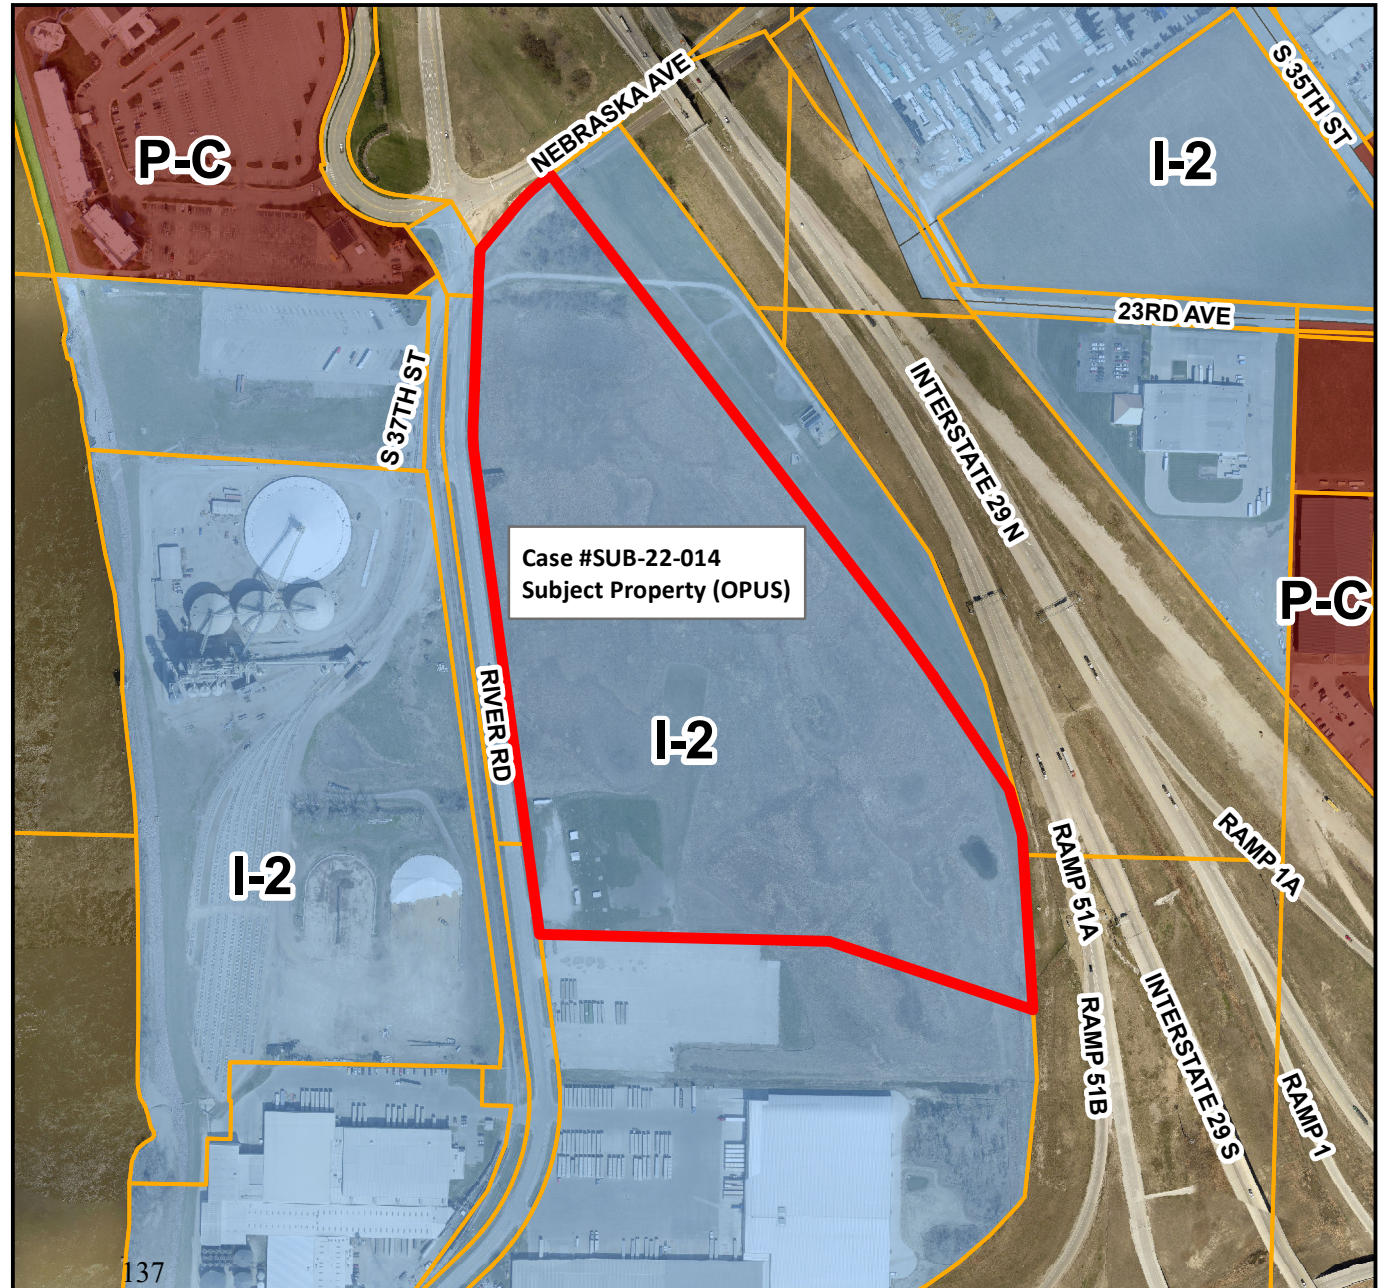 NEBRASKA AVE
S 35TH ST
P-C
I-2
23RD AVE
S 37TH ST
INTERSTATE 29 N
Case #SUB-22-014
Subject Property (OPUS)
P-C
RIVER RD
I-2
RAMP 1A
RAMP 51A
I-2
INTERSTATE 29 S
RAMP 51B
RAMP 1
137